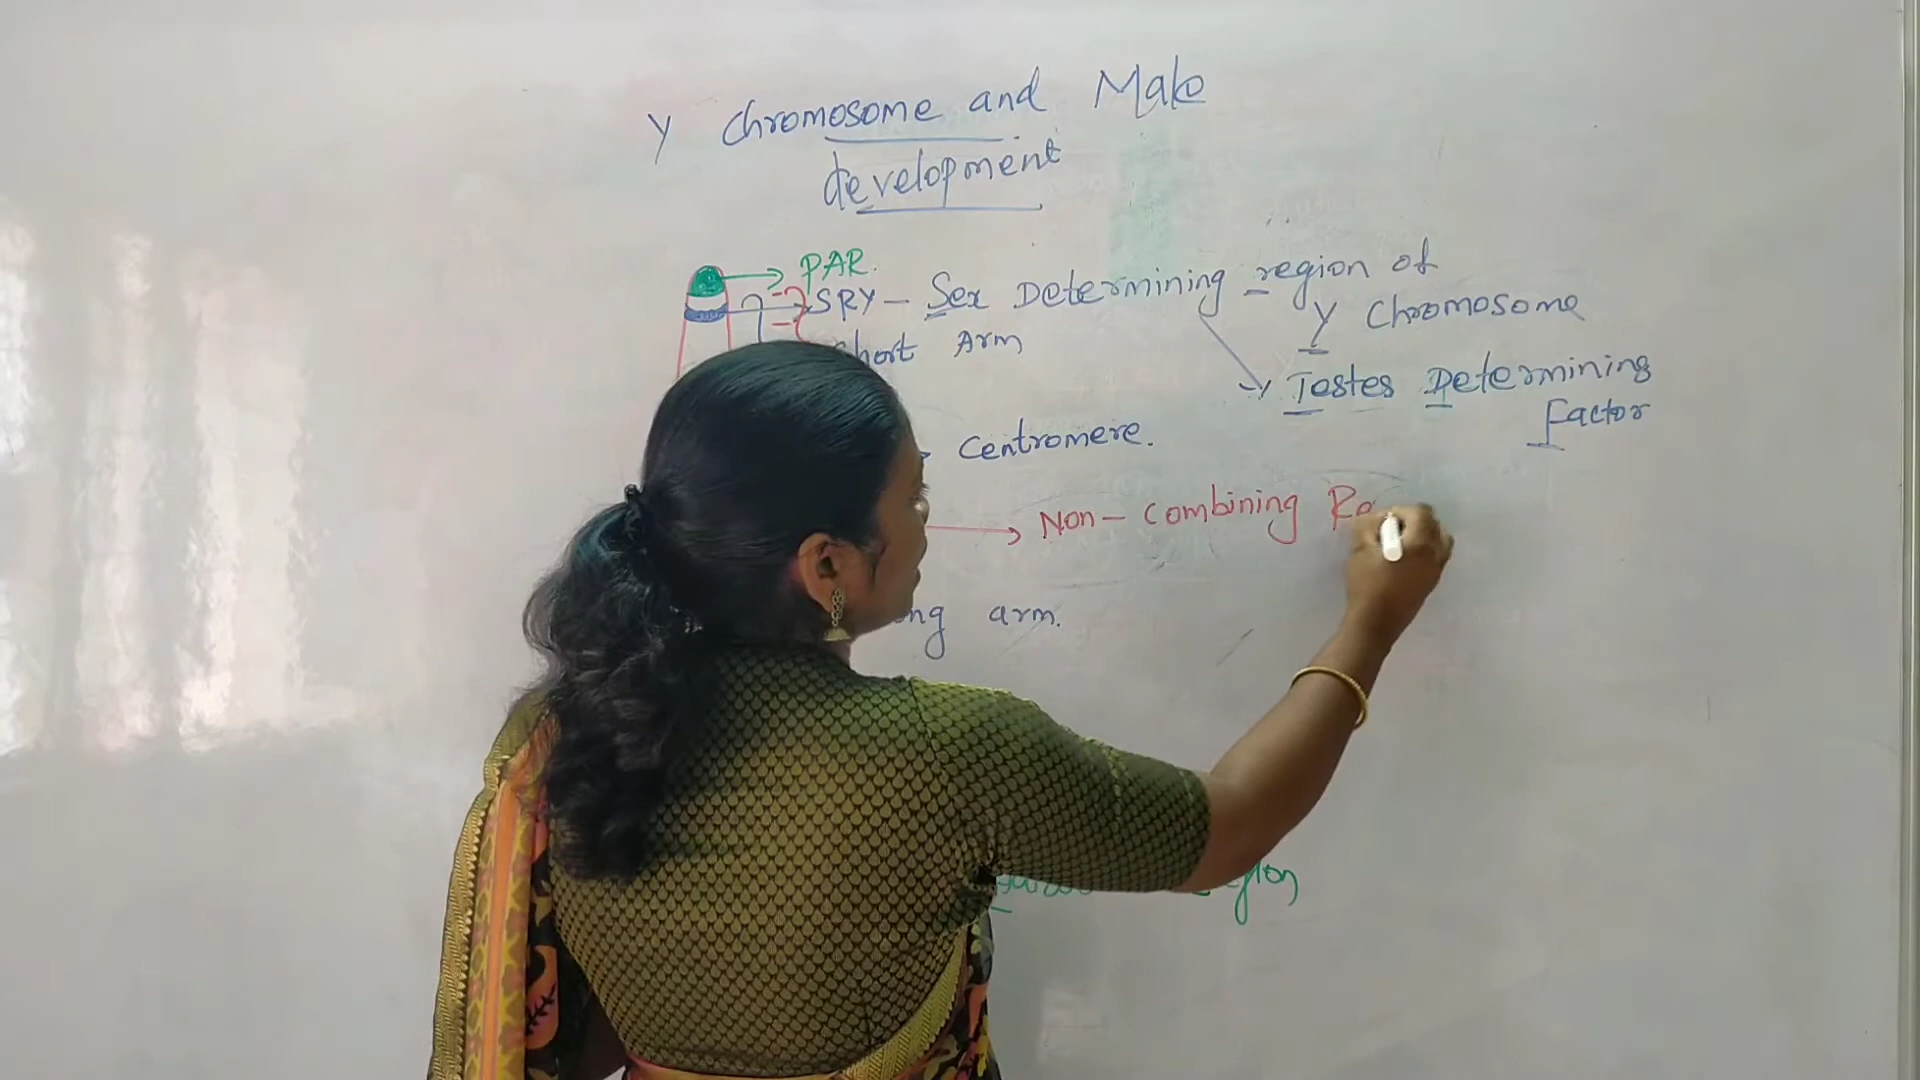 Y Chromosome and Male
development
PAR.
SRY - Sex Determining region of
Y Chromosome
Short Arm
Testes Determining
factor
Centromere.
Non-Combining
arm.